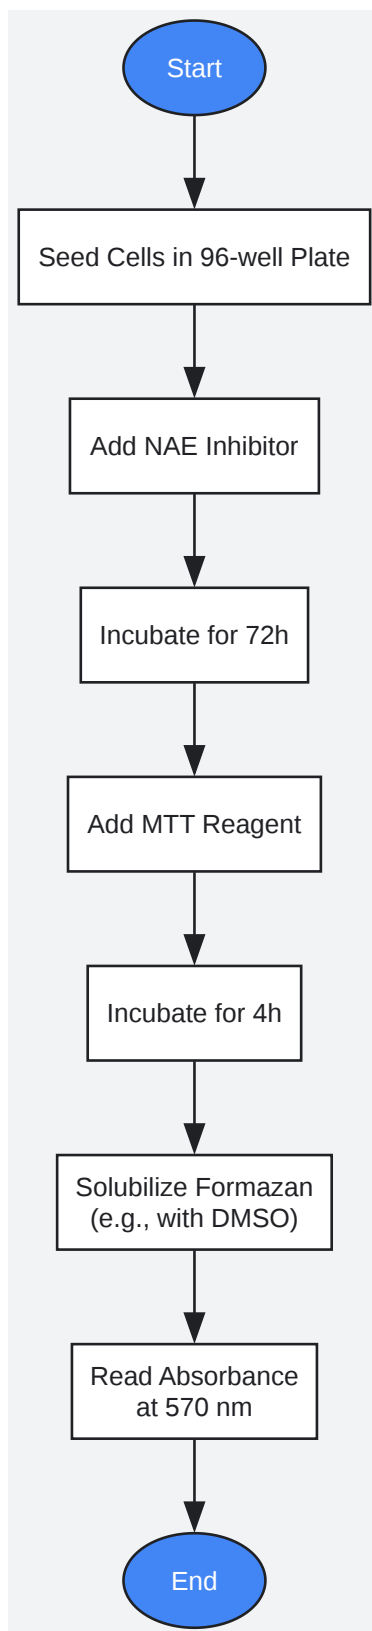 Start
Seed Cells in 96-well Plate
Add NAE Inhibitor
Incubate for 72h
Add MTT Reagent
Incubate for 4h
Solubilize Formazan
(e.g., with DMSO)
Read Absorbance
at 570 nm
End